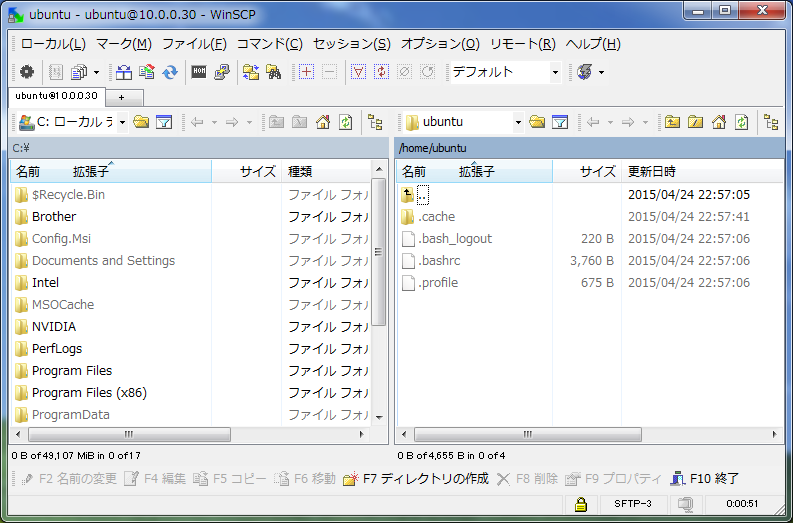 ubuntu - ubuntu@10.0.0.30 - WinSCP
ローカル(L) マーク(M) ファイル(F) コマンド(C) セッション(S) オプション(O) リモート(R) ヘルプ(H)
デフォルト
ubuntu@10.0.0.30
C: ローカル ubuntu
C:¥ /home/ubuntu
名前 拡張子 サイズ 種類 名前 拡張子 サイズ 更新日時
$Recycle.Bin ファイル フォル .. 2015/04/24 22:57:05
Brother ファイル フォル .cache 2015/04/24 22:57:41
Config.Msi ファイル フォル .bash_logout 220 B 2015/04/24 22:57:06
Documents and Settings ファイル フォル .bashrc 3,760 B 2015/04/24 22:57:06
Intel ファイル フォル .profile 675 B 2015/04/24 22:57:06
MSOCache ファイル フォル
NVIDIA ファイル フォル
PerfLogs ファイル フォル
Program Files ファイル フォル
Program Files (x86) ファイル フォル
ProgramData ファイル フォル
0 B of 49,107 MiB in 0 of 17 0 B of 4,655 B in 0 of 4
F2 名前の変更 F4 編集 F5 コピー F6 移動 F7 ディレクトリの作成 F8 削除 F9 プロパティ F10 終了
SFTP-3 0:00:51